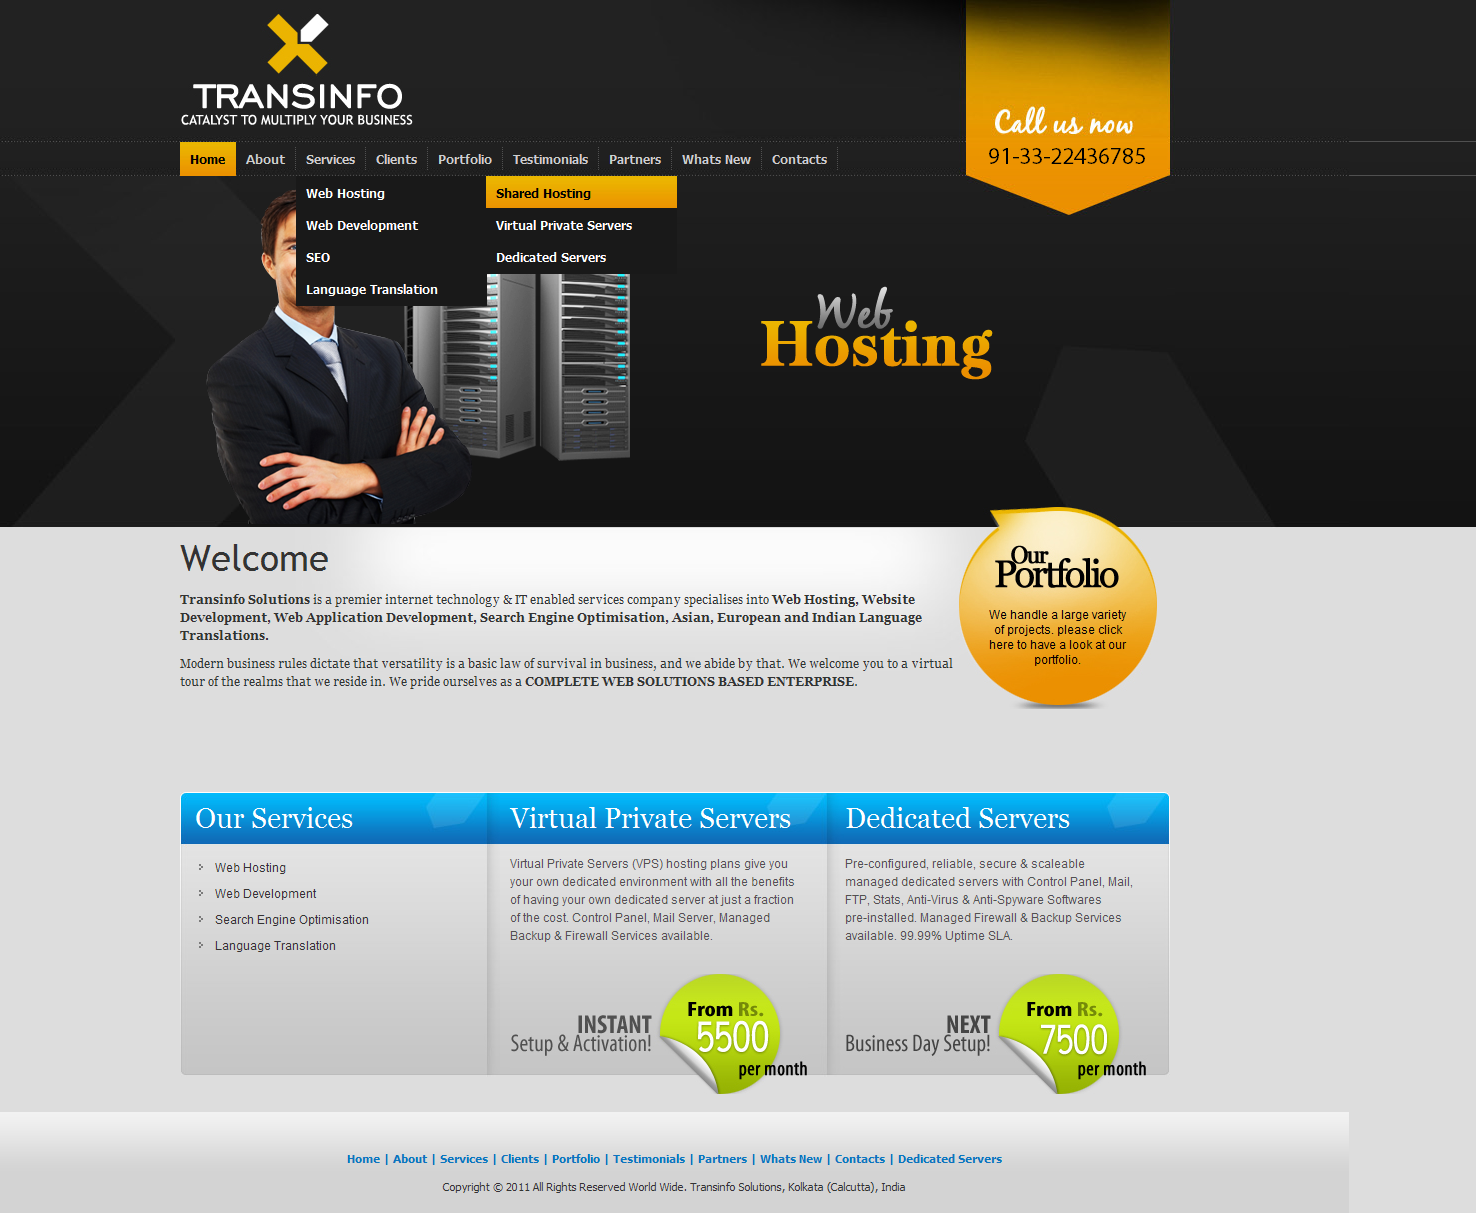 TRANSINFO
CATALYST TO MULTIPLY YOUR BUSINESS
Call us now
91-33-22436785
Home About Services Clients Portfolio Testimonials Partners Whats New Contacts
Web Hosting
Web Development
SEO
Language Translation
Shared Hosting
Virtual Private Servers
Dedicated Servers
Web
Hosting
Welcome
Transinfo Solutions is a premier internet technology & IT enabled services company specialises into Web Hosting, Website
Development, Web Application Development, Search Engine Optimisation, Asian, European and Indian Language
Translations.
Modern business rules dictate that versatility is a basic law of survival in business, and we abide by that. We welcome you to a virtual
tour of the realms that we reside in. We pride ourselves as a COMPLETE WEB SOLUTIONS BASED ENTERPRISE.
Our
Portfolio
We handle a large variety
of projects. please click
here to have a look at our
portfolio.
Our Services
Web Hosting
Web Development
Search Engine Optimisation
Language Translation
Virtual Private Servers
Virtual Private Servers (VPS) hosting plans give you
your own dedicated environment with all the benefits
of having your own dedicated server at just a fraction
of the cost. Control Panel, Mail Server, Managed
Backup & Firewall Services available.
INSTANT
Setup & Activation!
From Rs.
5500
per month
Dedicated Servers
Pre-configured, reliable, secure & scaleable
managed dedicated servers with Control Panel, Mail,
FTP, Stats, Anti-Virus & Anti-Spyware Softwares
pre-installed. Managed Firewall & Backup Services
available. 99.99% Uptime SLA.
NEXT
Business Day Setup!
From Rs.
7500
per month
Home | About | Services | Clients | Portfolio | Testimonials | Partners | Whats New | Contacts | Dedicated Servers
Copyright © 2011 All Rights Reserved World Wide. Transinfo Solutions, Kolkata (Calcutta), India